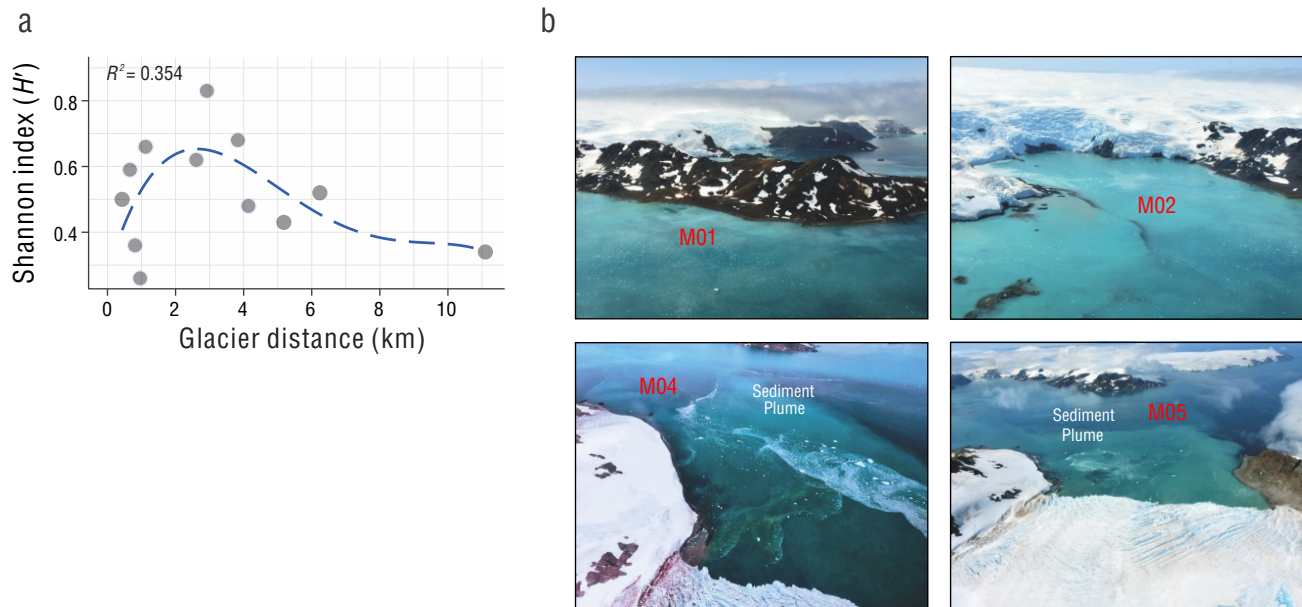 a
R² = 0.354
Shannon index (H′)
0.8
0.6
0.4
0
2
4
6
8
10
Glacier distance (km)
b
M01
M02
M04
Sediment
Plume
M05
Sediment
Plume